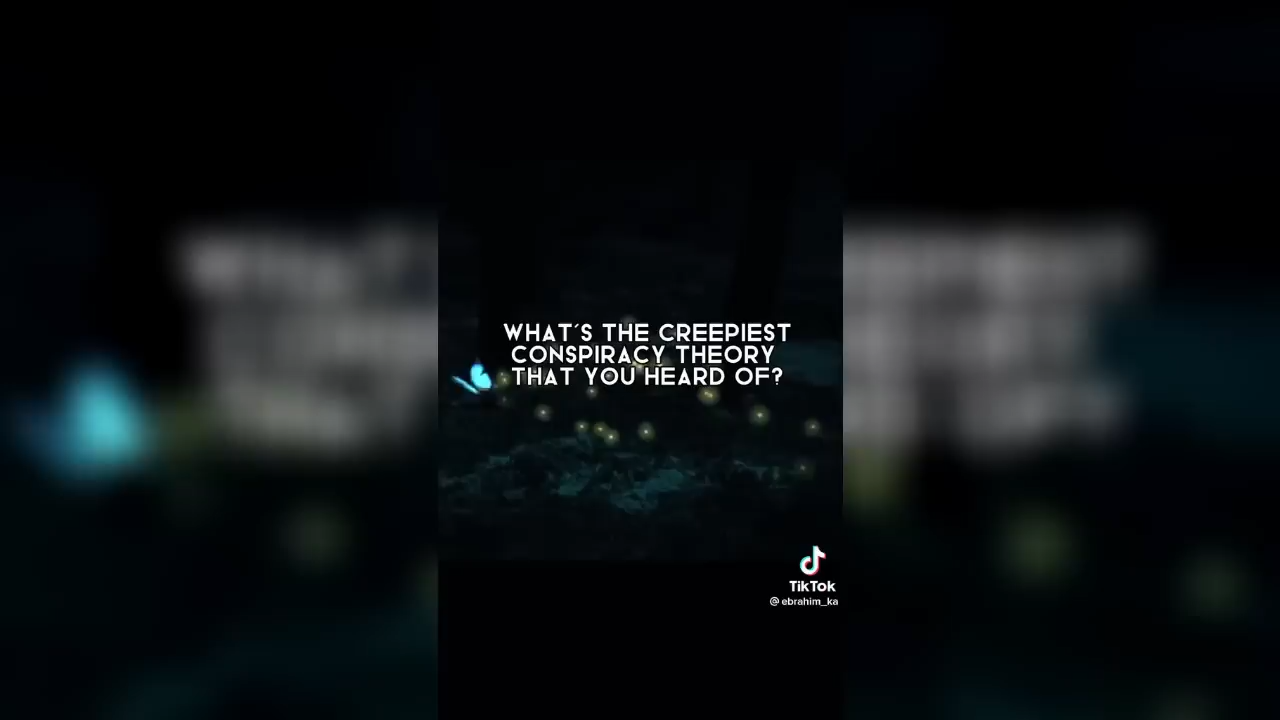 WHAT'S THE CREEPIEST
CONSPIRACY THEORY
THAT YOU HEARD OF?
TikTok
@ebrahim_ka